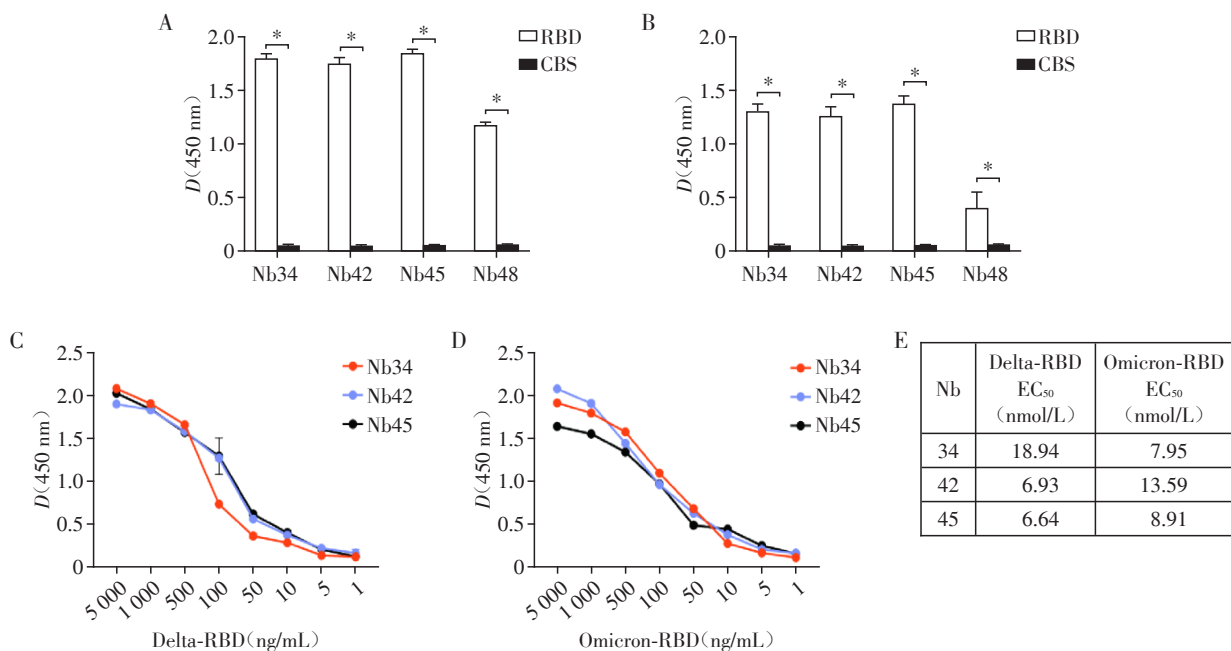 A
2.0
1.5
1.0
0.5
0
D(450 nm)
RBD
CBS
*
*
*
*
Nb34 Nb42 Nb45 Nb48
B
2.0
1.5
1.0
0.5
0
D(450 nm)
RBD
CBS
*
*
*
*
Nb34 Nb42 Nb45 Nb48
C
2.5
2.0
1.5
1.0
0.5
0
D(450 nm)
Nb34
Nb42
Nb45
5 000 1 000 500 100 50 10 5 1
Delta-RBD(ng/mL)
D
2.5
2.0
1.5
1.0
0.5
0
D(450 nm)
Nb34
Nb42
Nb45
5 000 1 000 500 100 50 10 5 1
Omicron-RBD(ng/mL)
E
Nb Delta-RBD EC₅₀ (nmol/L) Omicron-RBD EC₅₀ (nmol/L)
34 18.94 7.95
42 6.93 13.59
45 6.64 8.91